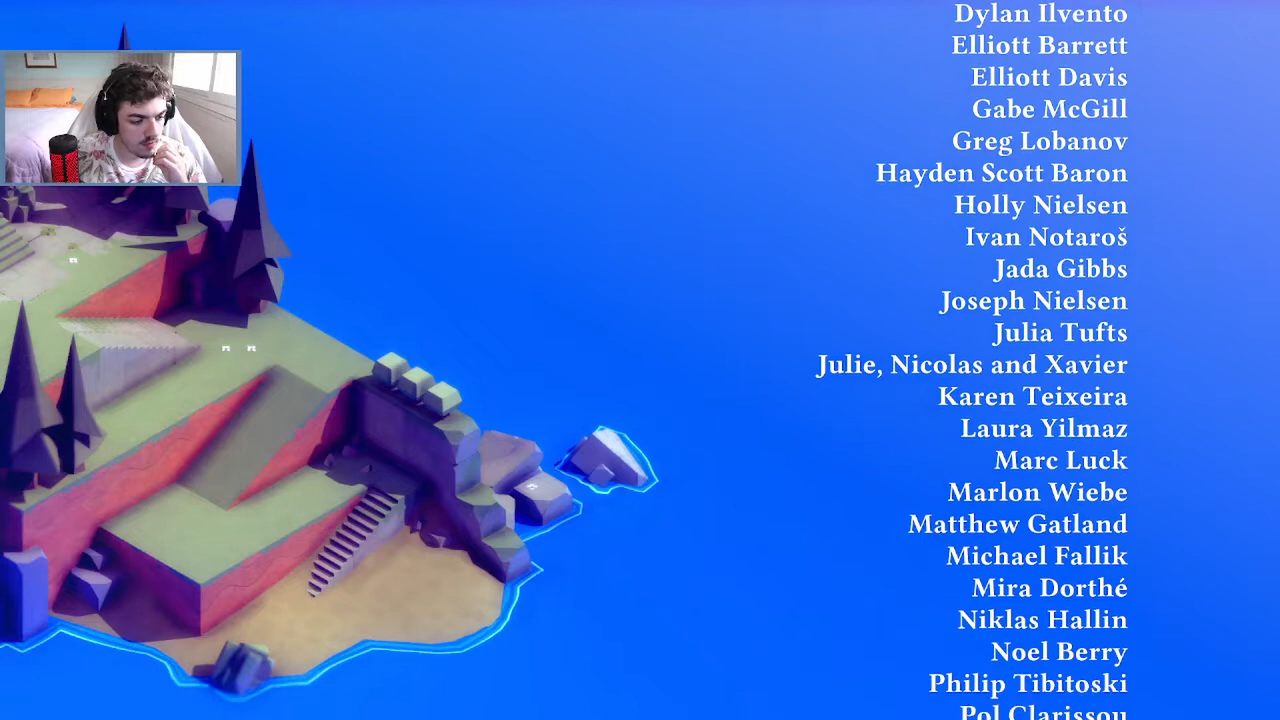 Dylan Ilvento
Elliott Barrett
Elliott Davis
Gabe McGill
Greg Lobanov
Hayden Scott Baron
Holly Nielsen
Ivan Notaroš
Jada Gibbs
Joseph Nielsen
Julia Tufts
Julie, Nicolas and Xavier
Karen Teixeira
Laura Yilmaz
Marc Luck
Marlon Wiebe
Matthew Gatland
Michael Fallik
Mira Dorthé
Niklas Hallin
Noel Berry
Philip Tibitoski
Pol Clarissou